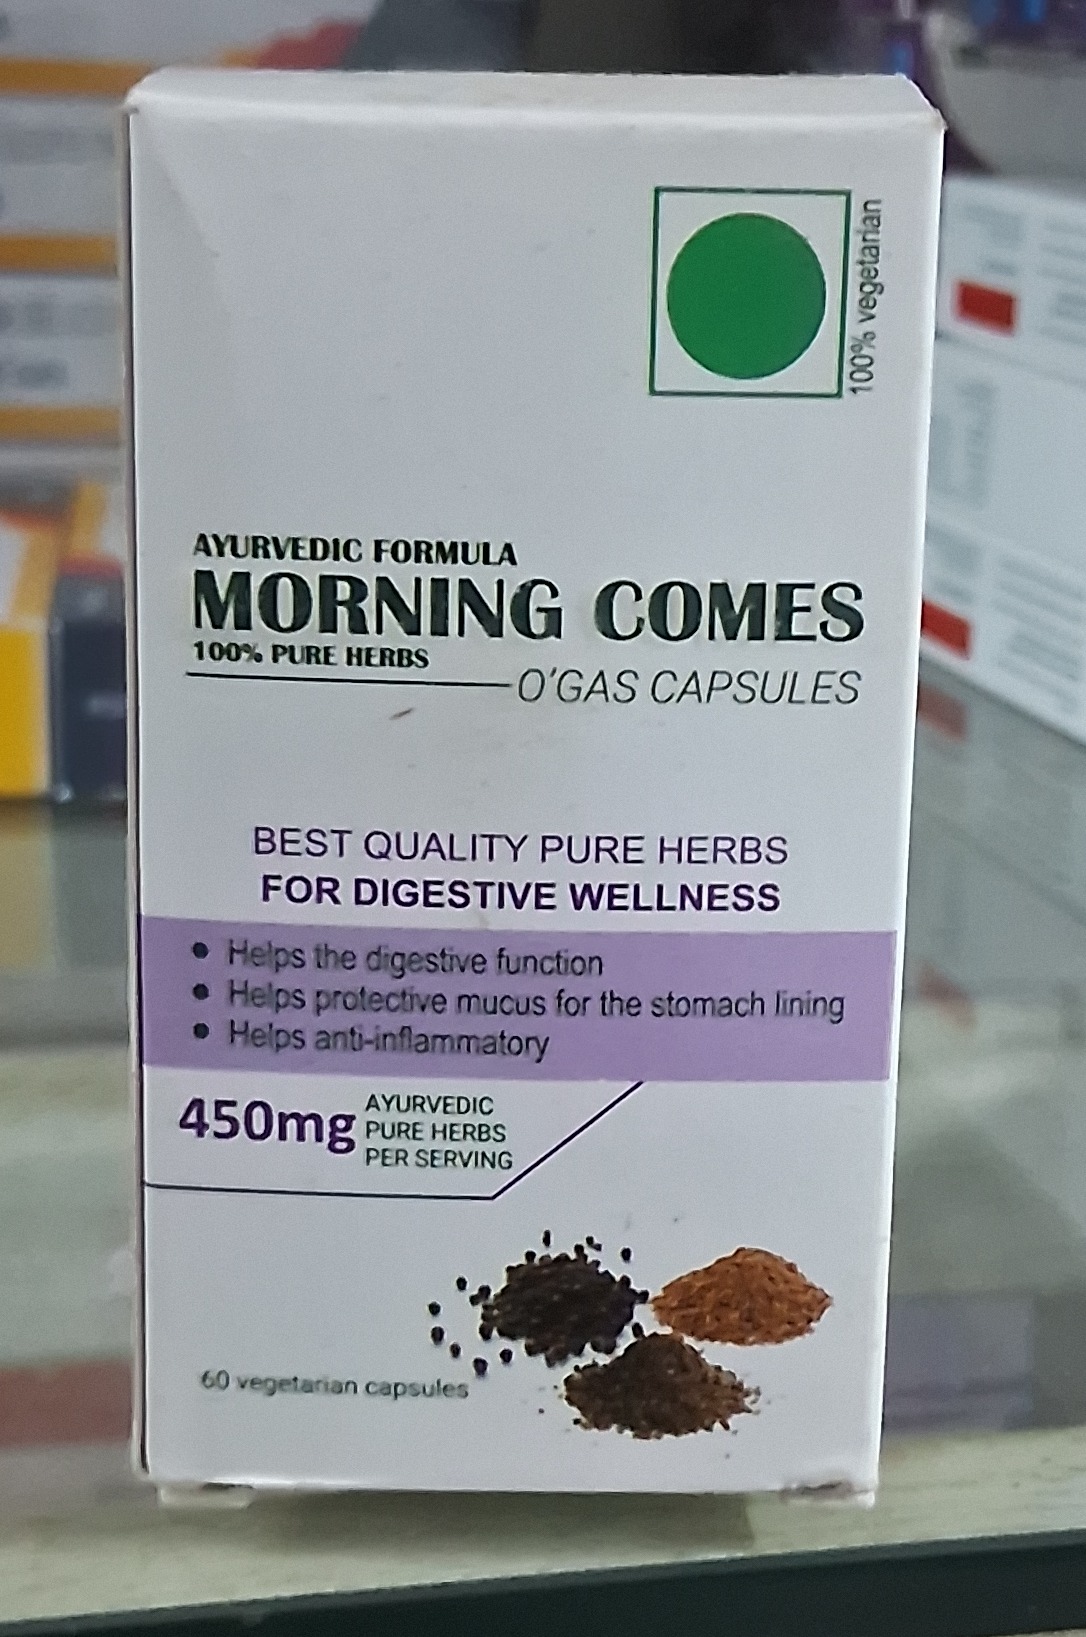 100% vegetarian
AYURVEDIC FORMULA
MORNING COMES
100% PURE HERBS
O'GAS CAPSULES
BEST QUALITY PURE HERBS
FOR DIGESTIVE WELLNESS
• Helps the digestive function
• Helps protective mucus for the stomach lining
• Helps anti-inflammatory
450mg
AYURVEDIC
PURE HERBS
PER SERVING
60 vegetarian capsules